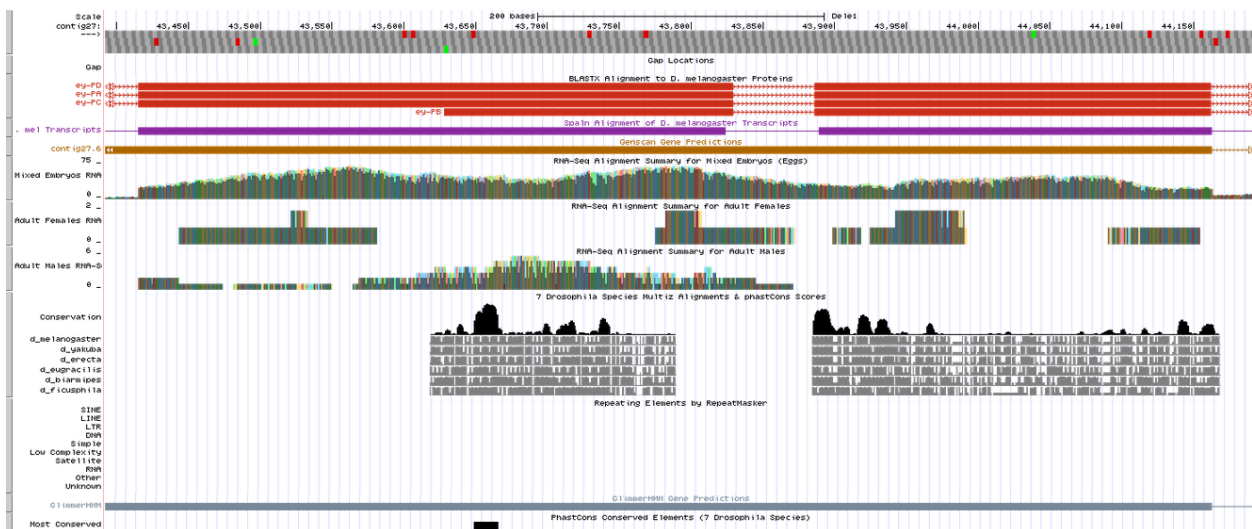 Scale 200 bases Dele1
contig27: 43,450 43,500 43,550 43,600 43,650 43,700 43,750 43,800 43,850 43,900 43,950 44,000 44,050 44,100 44,150
--->
Gap Locations
Gap
BLASTX Alignment to D. melanogaster Proteins
ey-PD
ey-PA
ey-PC
ey-PB
Spaln Alignment of D. melanogaster Transcripts
. mel Transcripts
Genscan Gene Predictions
contig27.6
RNA-Seq Alignment Summary for Mixed Embryos (Eggs)
75 _
Mixed Embryos RNA
0 _
RNA-Seq Alignment Summary for Adult Females
2 _
Adult Females RNA
0 _
RNA-Seq Alignment Summary for Adult Males
6 _
Adult Males RNA-S
0 _
7 Drosophila Species Multiz Alignments & phastCons Scores
Conservation
d_melanogaster
d_yakuba
d_erecta
d_eugracilis
d_biarmipes
d_ficusphila
Repeating Elements by RepeatMasker
SINE
LINE
LTR
DNA
Simple
Low Complexity
Satellite
RNA
Other
Unknown
GlimmerHMM Gene Predictions
GlimmerHMM
PhastCons Conserved Elements (7 Drosophila Species)
Most Conserved